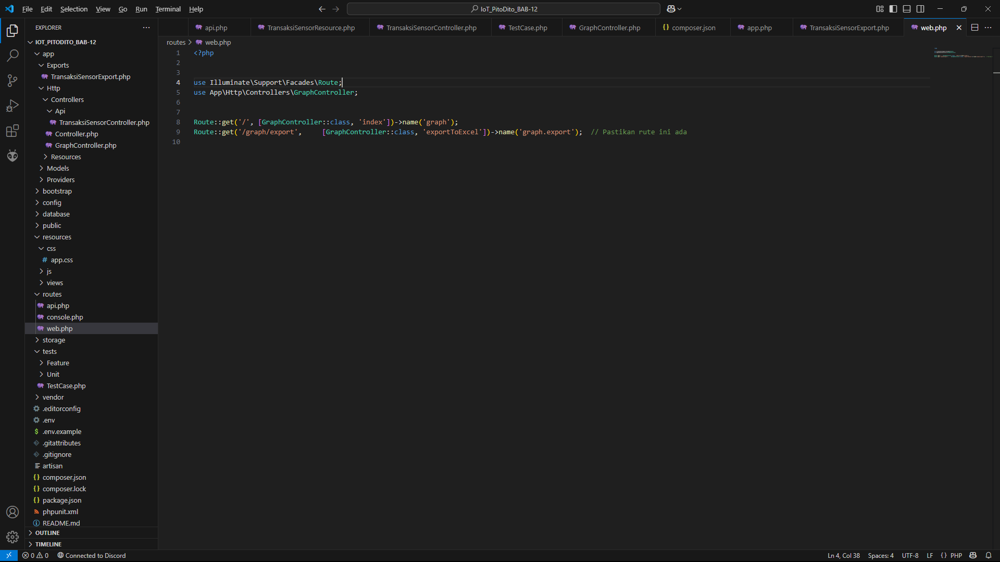 File Edit Selection View Go Run Terminal Help
IoT_PitoDito_BAB-12
EXPLORER
IOT_PITODITO_BAB-12
app
Exports
TransaksiSensorExport.php
Http
Controllers
Api
TransaksiSensorController.php
Controller.php
GraphController.php
Resources
Models
Providers
bootstrap
config
database
public
resources
css
# app.css
js
views
routes
api.php
console.php
web.php
storage
tests
Feature
Unit
TestCase.php
vendor
.editorconfig
.env
$ .env.example
.gitattributes
.gitignore
artisan
{} composer.json
{} composer.lock
{} package.json
phpunit.xml
README.md
OUTLINE
TIMELINE
api.php TransaksiSensorResource.php TransaksiSensorController.php TestCase.php GraphController.php {} composer.json app.php TransaksiSensorExport.php web.php
routes > web.php
1 <?php
2
3
4 use Illuminate\Support\Facades\Route;
5 use App\Http\Controllers\GraphController;
6
7
8 Route::get('/', [GraphController::class, 'index'])->name('graph');
9 Route::get('/graph/export',     [GraphController::class, 'exportToExcel'])->name('graph.export');  // Pastikan rute ini ada
10
0 0 Connected to Discord
Ln 4, Col 38 Spaces: 4 UTF-8 LF {} PHP